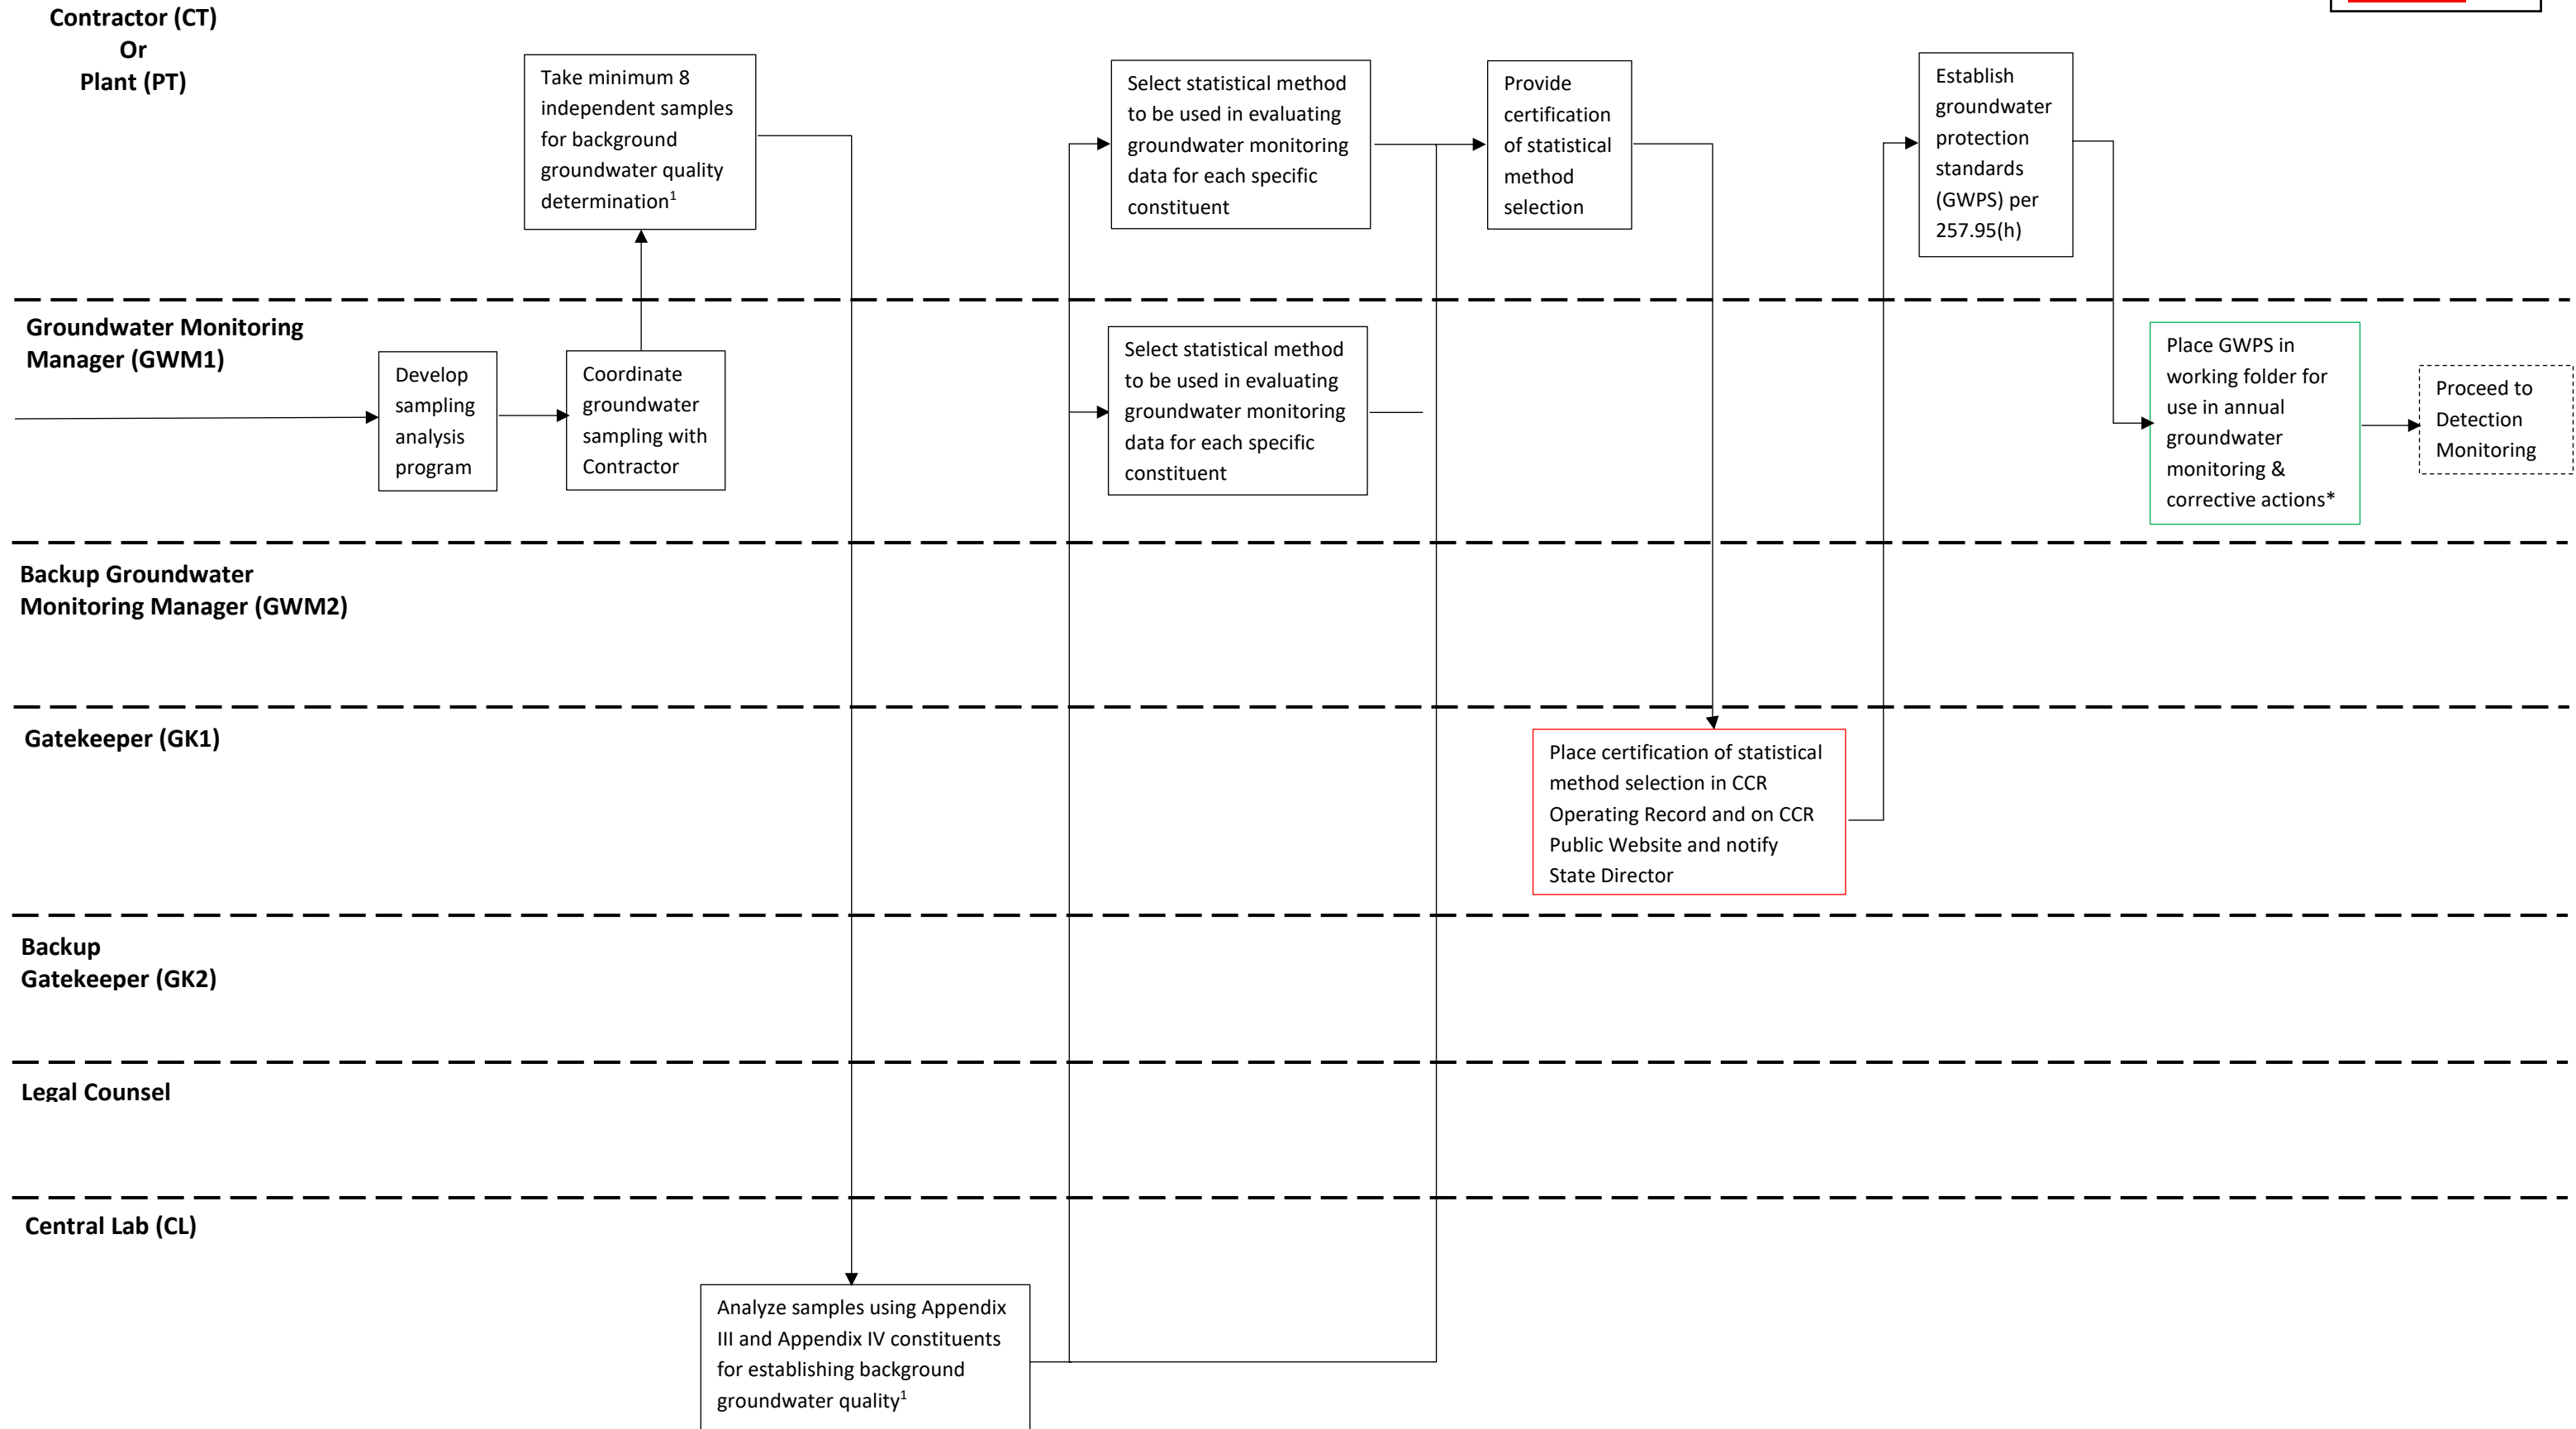 Contractor (CT)
Or
Plant (PT)
Take minimum 8
independent samples
for background
groundwater quality
determination¹
Select statistical method
to be used in evaluating
groundwater monitoring
data for each specific
constituent
Provide
certification
of statistical
method
selection
Establish
groundwater
protection
standards
(GWPS) per
257.95(h)
Groundwater Monitoring
Manager (GWM1)
Develop
sampling
analysis
program
Coordinate
groundwater
sampling with
Contractor
Select statistical method
to be used in evaluating
groundwater monitoring
data for each specific
constituent
Place GWPS in
working folder for
use in annual
groundwater
monitoring &
corrective actions*
Proceed to
Detection
Monitoring
Backup Groundwater
Monitoring Manager (GWM2)
Gatekeeper (GK1)
Place certification of statistical
method selection in CCR
Operating Record and on CCR
Public Website and notify
State Director
Backup
Gatekeeper (GK2)
Legal Counsel
Central Lab (CL)
Analyze samples using Appendix
III and Appendix IV constituents
for establishing background
groundwater quality¹